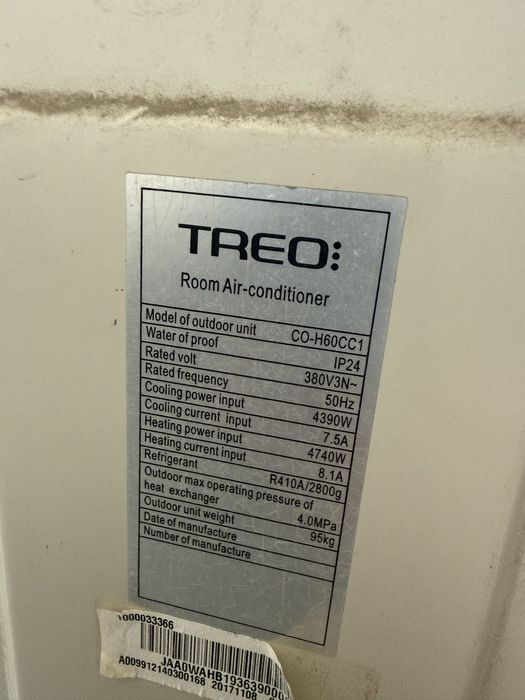 TREO
Room Air-conditioner
Model of outdoor unit CO-H60CC1
Water of proof IP24
Rated volt 380V3N~
Rated frequency 50Hz
Cooling power input 4390W
Cooling current input 7.5A
Heating power input 4740W
Heating current input 8.1A
Refrigerant R410A/2800g
Outdoor max operating pressure of
heat exchanger 4.0MPa
Outdoor unit weight 95kg
Date of manufacture
Number of manufacture
1000033366
JAA0WAHB193639000
A009912140300168 20171108